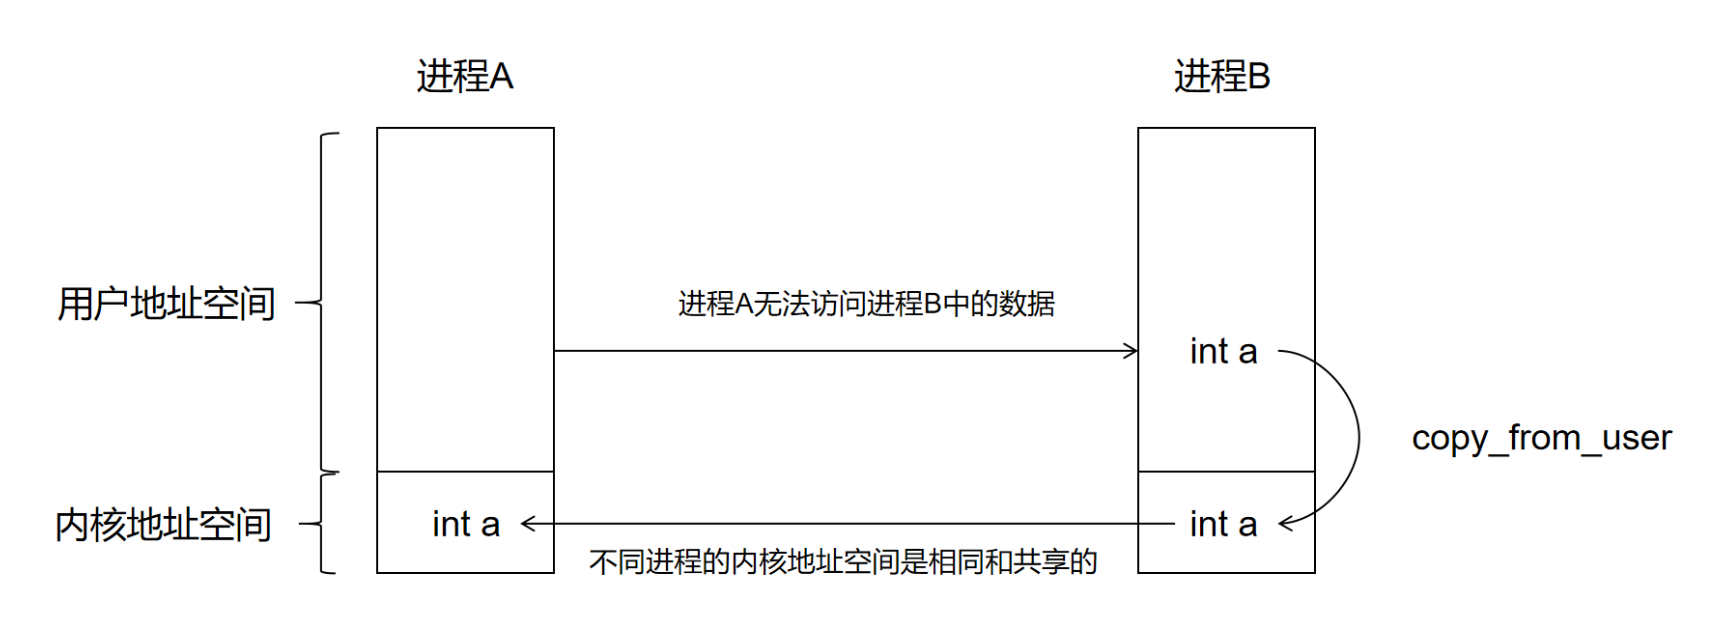 进程A
进程B
用户地址空间
进程A无法访问进程B中的数据
int a
copy_from_user
内核地址空间
int a
int a
不同进程的内核地址空间是相同和共享的